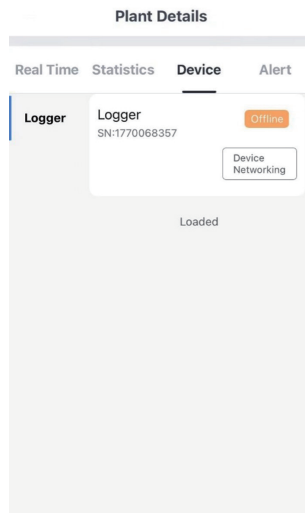 Plant Details
Real Time Statistics Device Alert
Logger
Logger
Offline
SN:1770068357
Device
Networking
Loaded